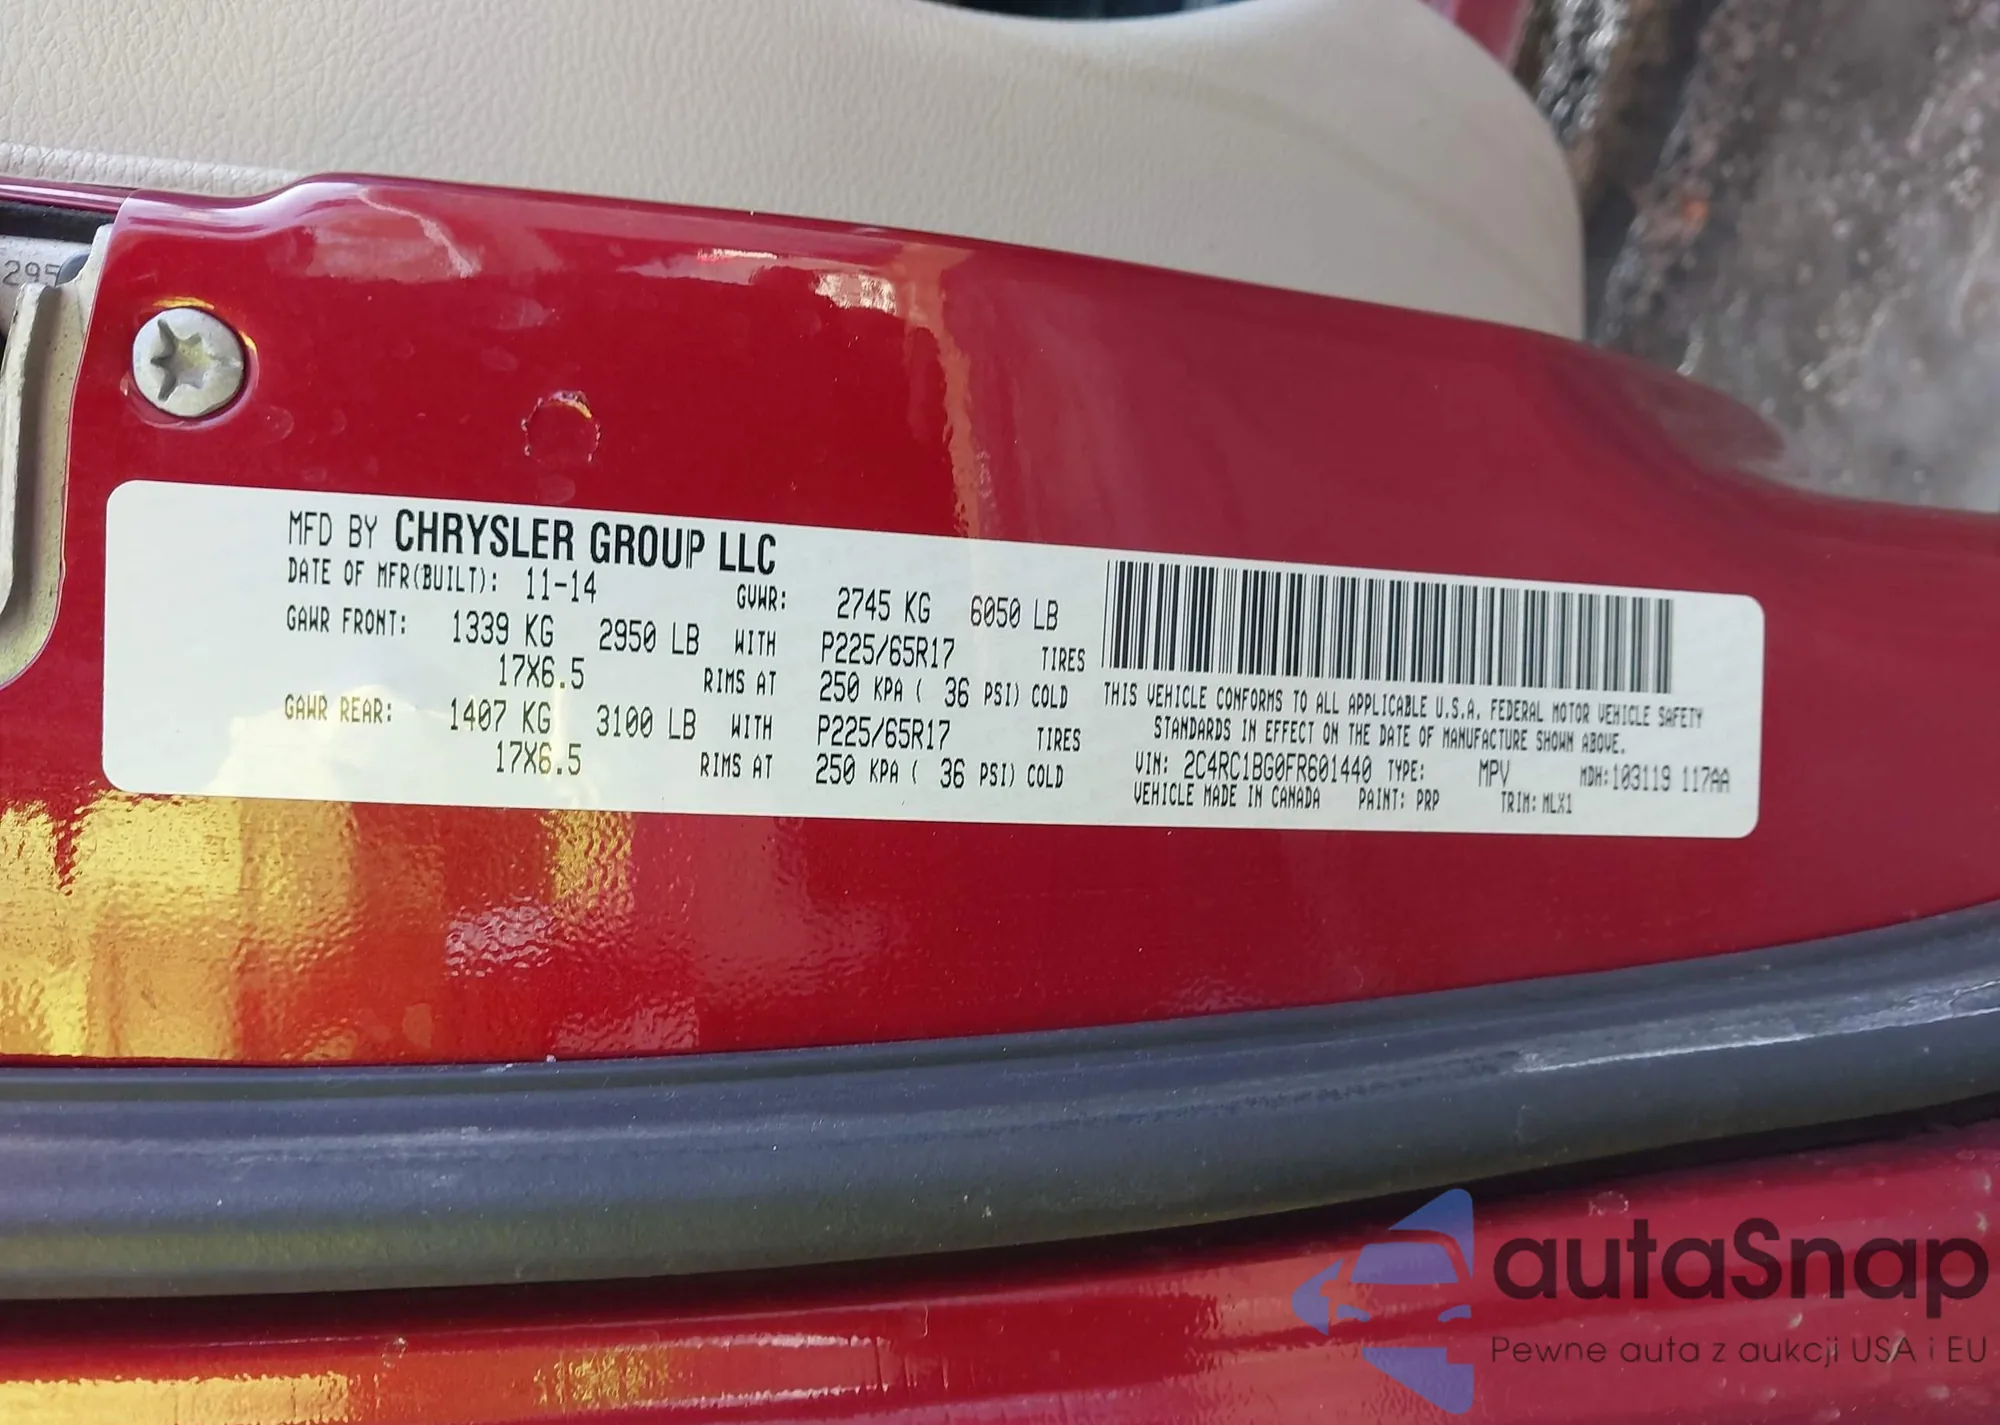 295
MFD BY CHRYSLER GROUP LLC
DATE OF MFR(BUILT): 11-14 GVWR: 2745 KG 6050 LB
GAWR FRONT: 1339 KG 2950 LB WITH P225/65R17 TIRES
17X6.5 RIMS AT 250 KPA ( 36 PSI) COLD
GAWR REAR: 1407 KG 3100 LB WITH P225/65R17 TIRES
17X6.5 RIMS AT 250 KPA ( 36 PSI) COLD
THIS VEHICLE CONFORMS TO ALL APPLICABLE U.S.A. FEDERAL MOTOR VEHICLE SAFETY
STANDARDS IN EFFECT ON THE DATE OF MANUFACTURE SHOWN ABOVE.
VIN: 2C4RC1BG0FR601440 TYPE: MPV MDH:103119 117AA
VEHICLE MADE IN CANADA PAINT: PRP TRIM: MLX1
autaSnap
Pewne auta z aukcji USA i EU